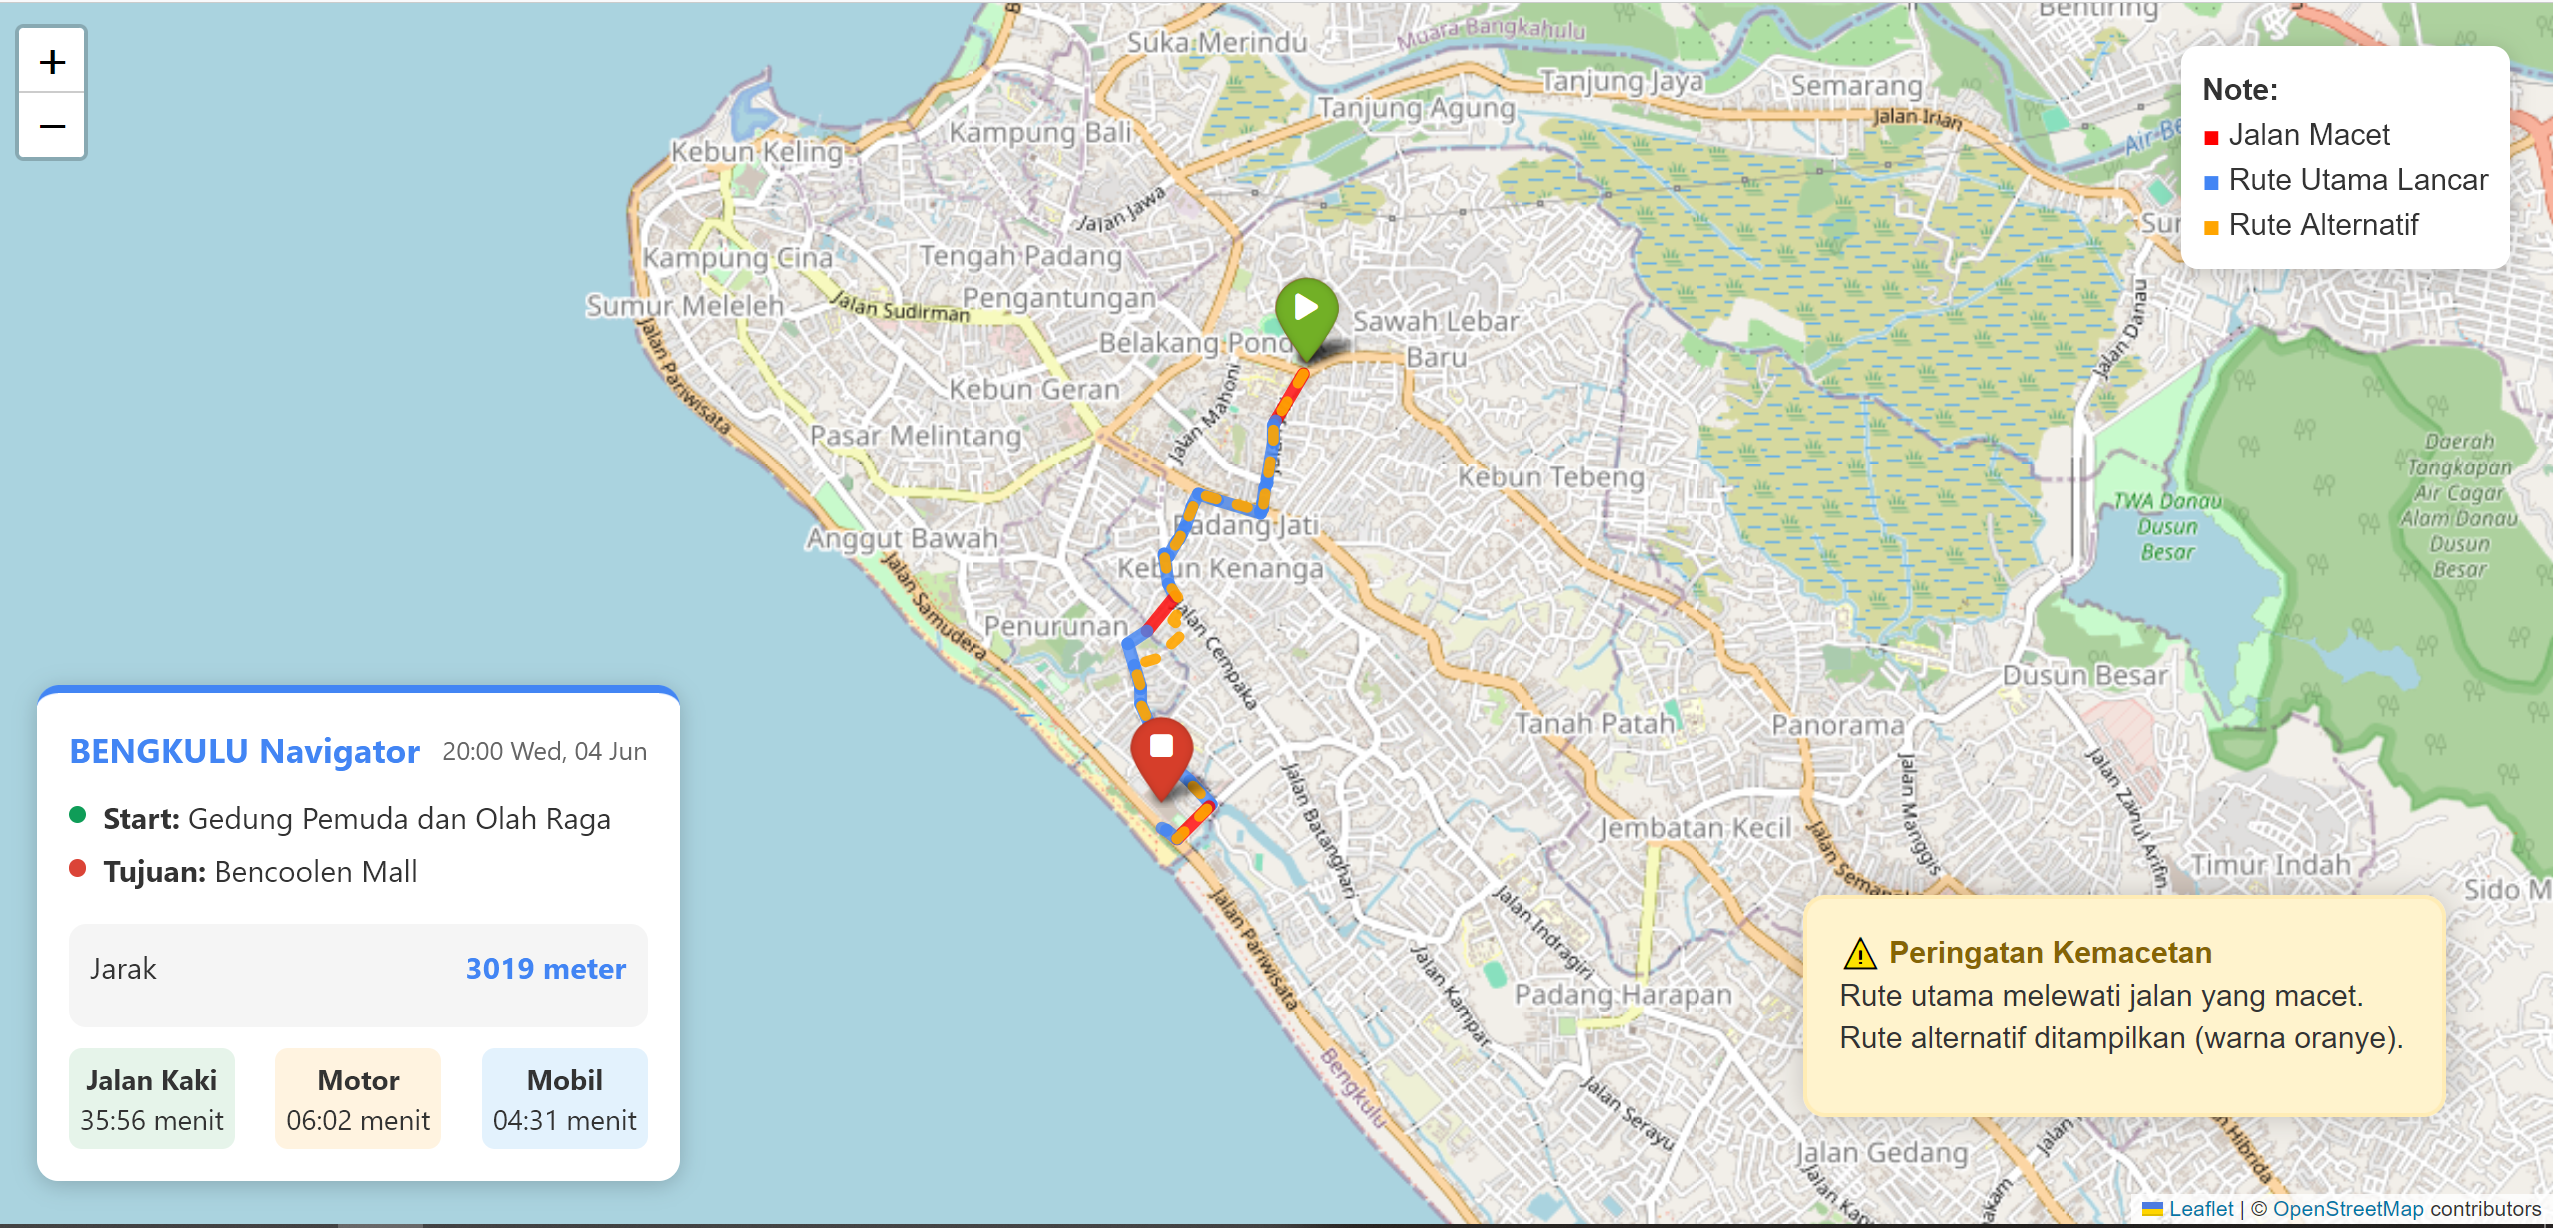 +
−
Note:
Jalan Macet
Rute Utama Lancar
Rute Alternatif
Bentiring
Suka Merindu
Muara Bangkahulu
Tanjung Jaya
Semarang
Tanjung Agung
Jalan Irian
Kampung Bali
Kebun Keling
Jalan Jawa
Kampung Cina
Tengah Padang
Pengantungan
Sumur Meleleh
Jalan Sudirman
Sawah Lebar
Baru
Belakang Pond
Jalan Danau
Jalan Pariwisata
Kebun Geran
Jalan Mahoni
Pasar Melintang
Kebun Tebeng
Daerah
Tangkapan
Air Cagar
Alam Danau
Dusun
Besar
TWA Danau
Dusun
Besar
Padang Jati
Anggut Bawah
Kebun Kenanga
Jalan Samudera
Penurunan
Jalan Cempaka
Dusun Besar
Tanah Patah
Panorama
Jalan Manggis
Jalan Zainul Arifin
Jalan Batanghari
Jembatan Kecil
Timur Indah
Sido M
Jalan Pariwisata
Jalan Indragiri
Jalan Kampar
Padang Harapan
Bengkulu
Jalan Serayu
Jalan Gedang
Jalan
Hibrida
BENGKULU Navigator 20:00 Wed, 04 Jun
Start: Gedung Pemuda dan Olah Raga
Tujuan: Bencoolen Mall
Jarak 3019 meter
Jalan Kaki
35:56 menit
Motor
06:02 menit
Mobil
04:31 menit
Peringatan Kemacetan
Rute utama melewati jalan yang macet.
Rute alternatif ditampilkan (warna oranye).
Leaflet | © OpenStreetMap contributors